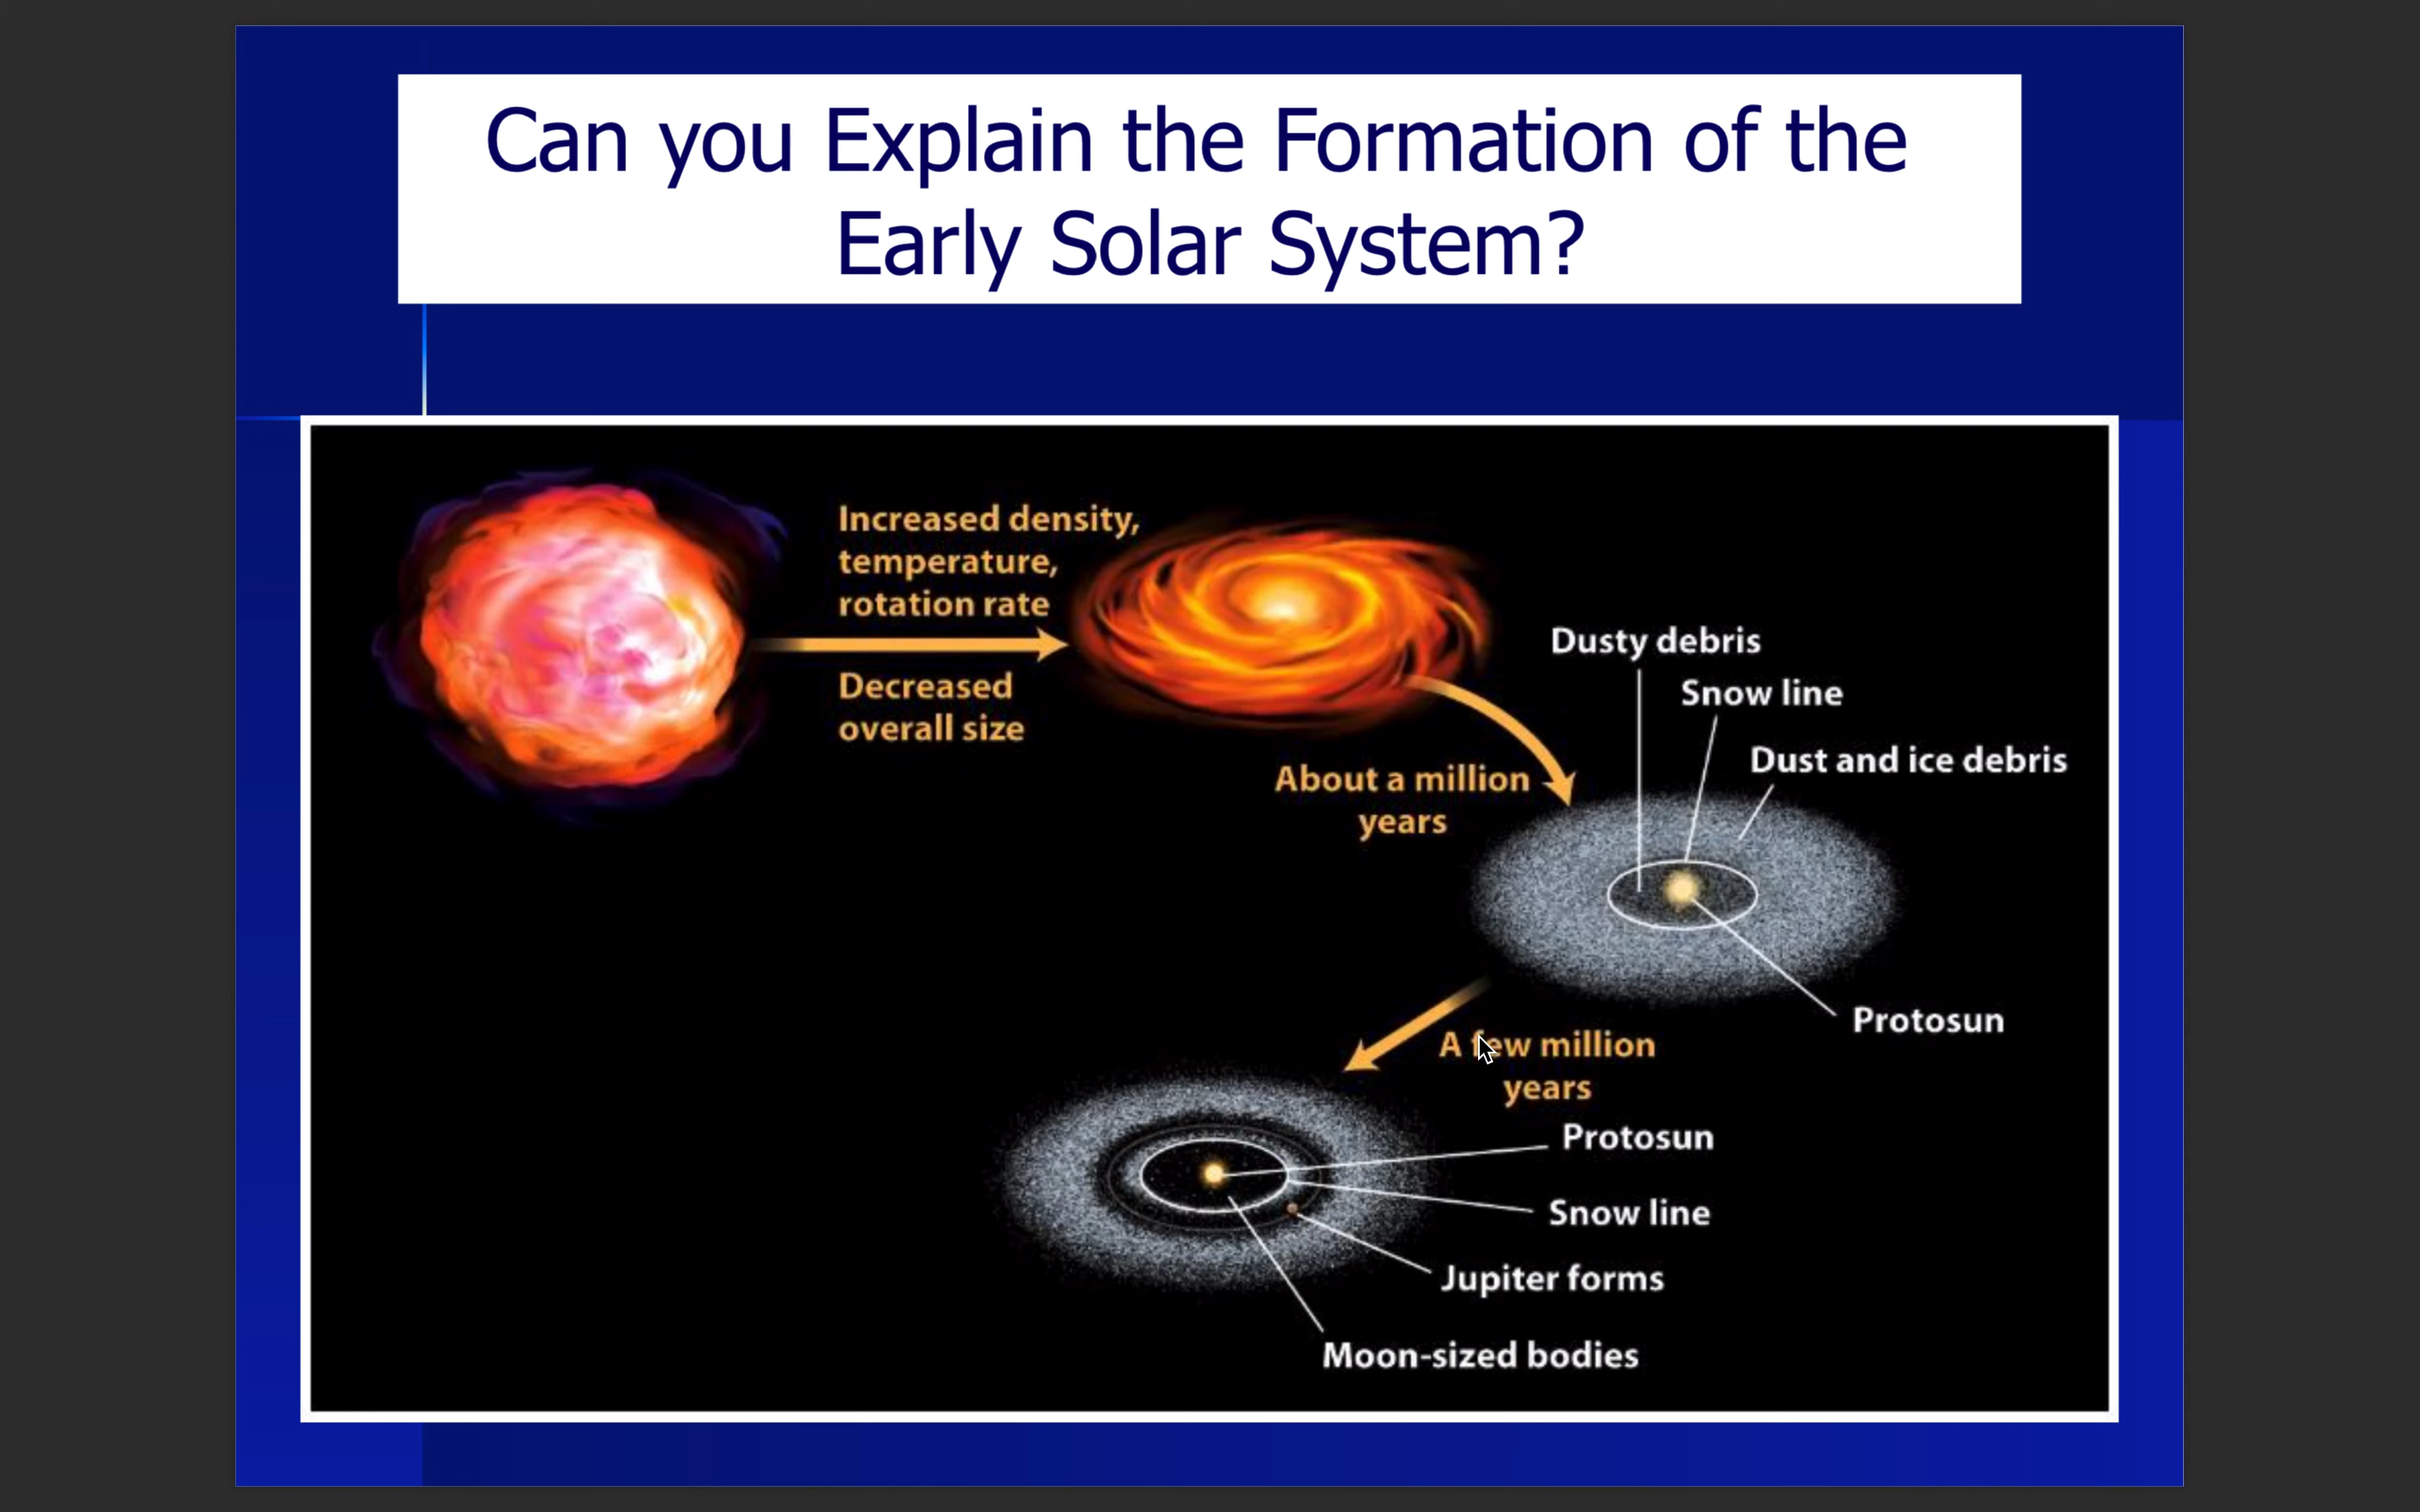 Can you Explain the Formation of the
Early Solar System?
Increased density,
temperature,
rotation rate
Decreased
overall size
Dusty debris
Snow line
Dust and ice debris
About a million
years
Protosun
A few million
years
Protosun
Snow line
Jupiter forms
Moon-sized bodies